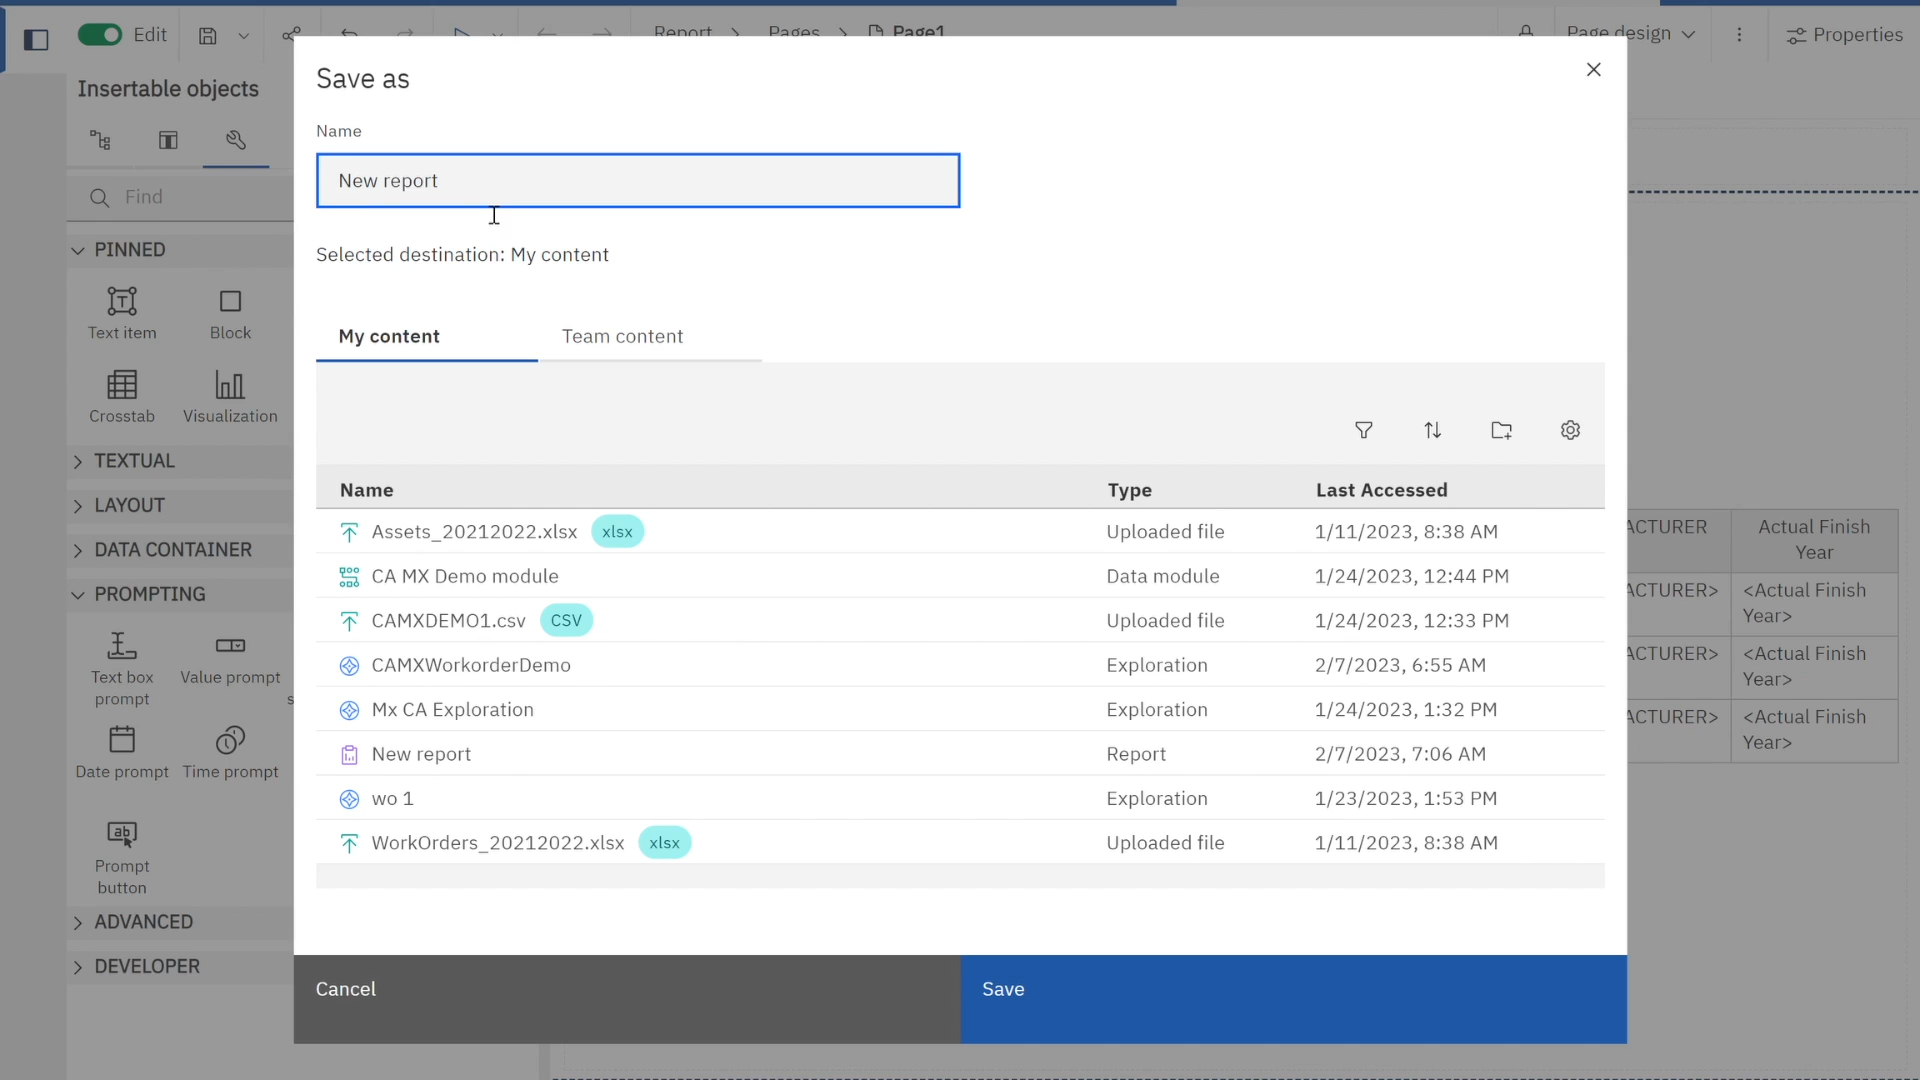 Edit
Report > Pages > Page1
Page design
Properties
Insertable objects
Find
PINNED
Text item
Block
Crosstab
Visualization
TEXTUAL
LAYOUT
DATA CONTAINER
PROMPTING
Text box
prompt
Value prompt
s
Date prompt
Time prompt
Prompt
button
ADVANCED
DEVELOPER
Save as
Name
New report
Selected destination: My content
My content
Team content
Name Type Last Accessed
Assets_20212022.xlsx xlsx Uploaded file 1/11/2023, 8:38 AM
CA MX Demo module Data module 1/24/2023, 12:44 PM
CAMXDEMO1.csv CSV Uploaded file 1/24/2023, 12:33 PM
CAMXWorkorderDemo Exploration 2/7/2023, 6:55 AM
Mx CA Exploration Exploration 1/24/2023, 1:32 PM
New report Report 2/7/2023, 7:06 AM
wo 1 Exploration 1/23/2023, 1:53 PM
WorkOrders_20212022.xlsx xlsx Uploaded file 1/11/2023, 8:38 AM
Cancel
Save
ACTURER
Actual Finish
Year
ACTURER>
<Actual Finish
Year>
ACTURER>
<Actual Finish
Year>
ACTURER>
<Actual Finish
Year>